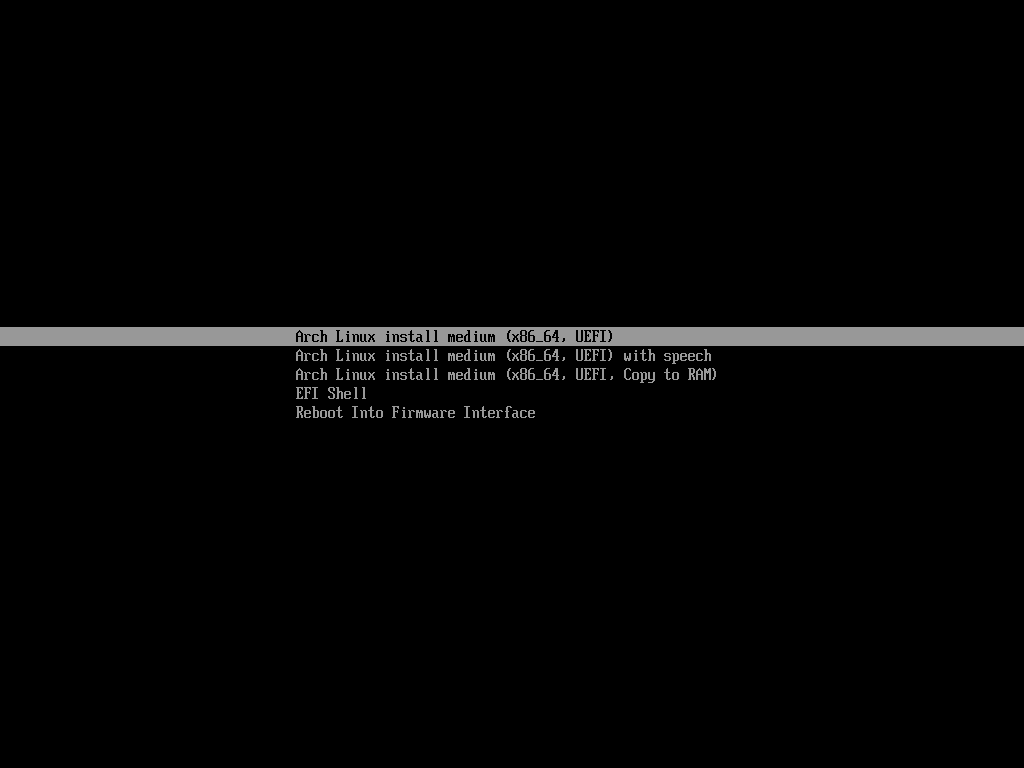 Arch Linux install medium (x86_64, UEFI)
Arch Linux install medium (x86_64, UEFI) with speech
Arch Linux install medium (x86_64, UEFI, Copy to RAM)
EFI Shell
Reboot Into Firmware Interface